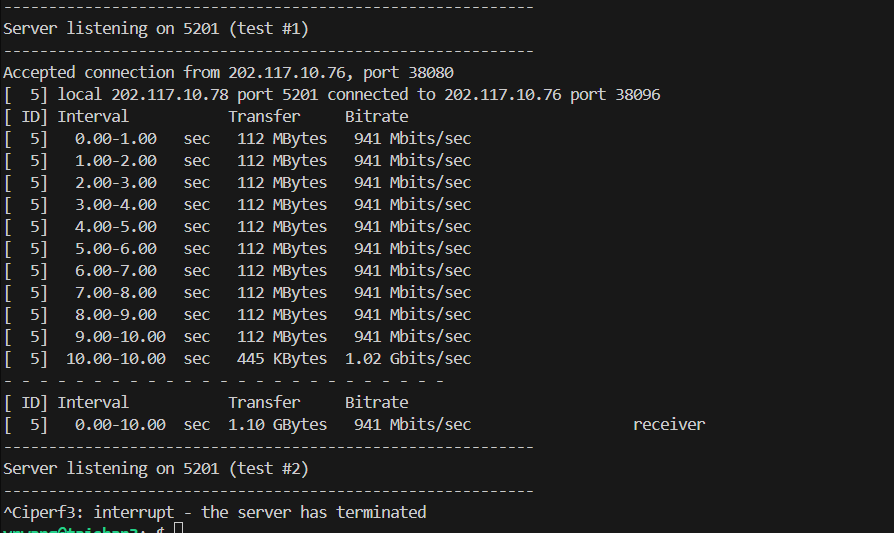 -----------------------------------------------------------
Server listening on 5201 (test #1)
-----------------------------------------------------------
Accepted connection from 202.117.10.76, port 38080
[  5] local 202.117.10.78 port 5201 connected to 202.117.10.76 port 38096
[ ID] Interval           Transfer     Bitrate
[  5]   0.00-1.00   sec   112 MBytes   941 Mbits/sec
[  5]   1.00-2.00   sec   112 MBytes   941 Mbits/sec
[  5]   2.00-3.00   sec   112 MBytes   941 Mbits/sec
[  5]   3.00-4.00   sec   112 MBytes   941 Mbits/sec
[  5]   4.00-5.00   sec   112 MBytes   941 Mbits/sec
[  5]   5.00-6.00   sec   112 MBytes   941 Mbits/sec
[  5]   6.00-7.00   sec   112 MBytes   941 Mbits/sec
[  5]   7.00-8.00   sec   112 MBytes   941 Mbits/sec
[  5]   8.00-9.00   sec   112 MBytes   941 Mbits/sec
[  5]   9.00-10.00  sec   112 MBytes   941 Mbits/sec
[  5]  10.00-10.00  sec   445 KBytes  1.02 Gbits/sec
- - - - - - - - - - - - - - - - - - - - - - - - -
[ ID] Interval           Transfer     Bitrate
[  5]   0.00-10.00  sec  1.10 GBytes   941 Mbits/sec                  receiver
-----------------------------------------------------------
Server listening on 5201 (test #2)
-----------------------------------------------------------
^Ciperf3: interrupt - the server has terminated